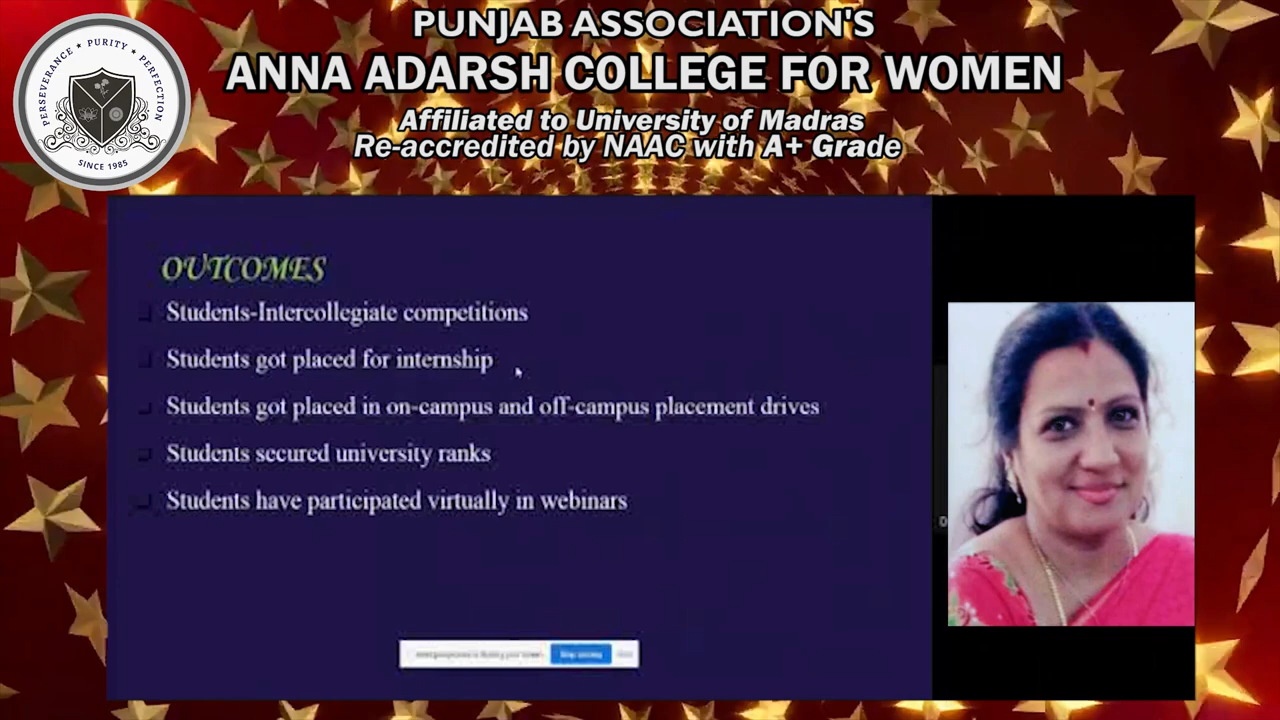 PUNJAB ASSOCIATION'S
ANNA ADARSH COLLEGE FOR WOMEN
Affiliated to University of Madras
Re-accredited by NAAC with A+ Grade
PERSEVERANCE ★ PURITY ★ PERFECTION
SINCE 1985
OUTCOMES
Students-Intercollegiate competitions
Students got placed for internship
Students got placed in on-campus and off-campus placement drives
Students secured university ranks
Students have participated virtually in webinars
Stop sharing